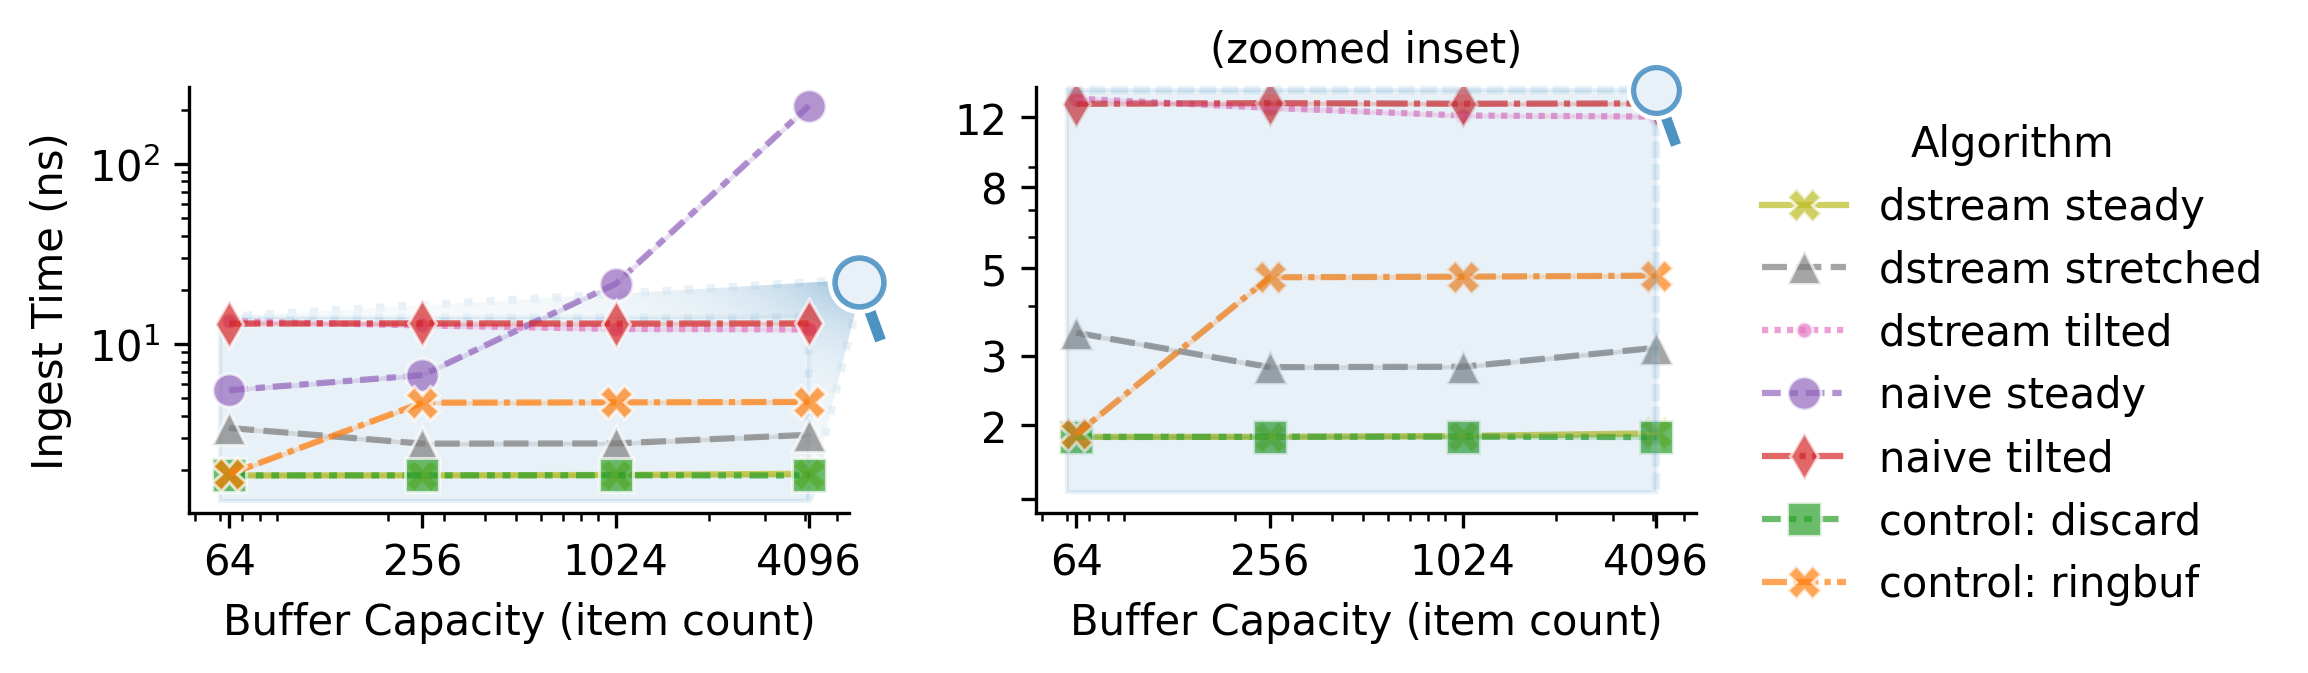 (zoomed inset)
Ingest Time (ns)
10²
10¹
64
256
1024
4096
Buffer Capacity (item count)
12
8
5
3
2
64
256
1024
4096
Buffer Capacity (item count)
Algorithm
dstream steady
dstream stretched
dstream tilted
naive steady
naive tilted
control: discard
control: ringbuf